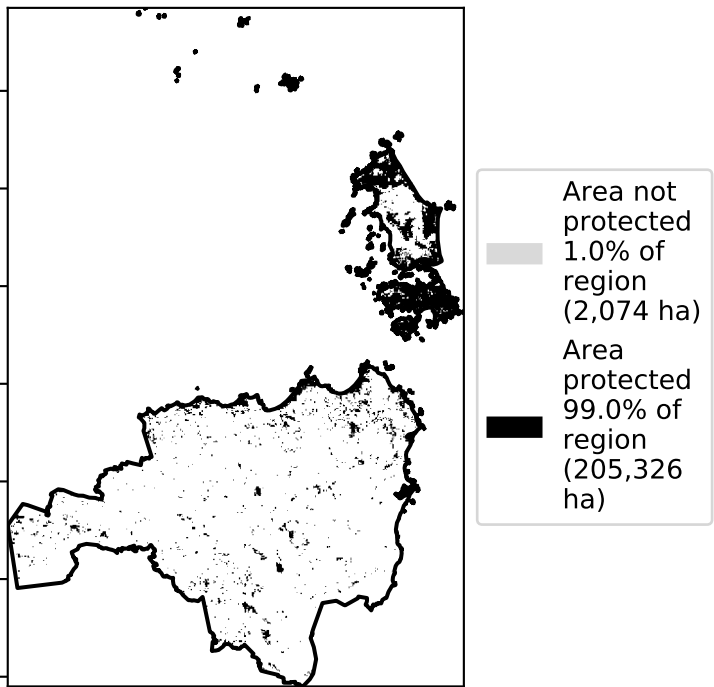 Area not
protected
1.0% of
region
(2,074 ha)
Area
protected
99.0% of
region
(205,326
ha)